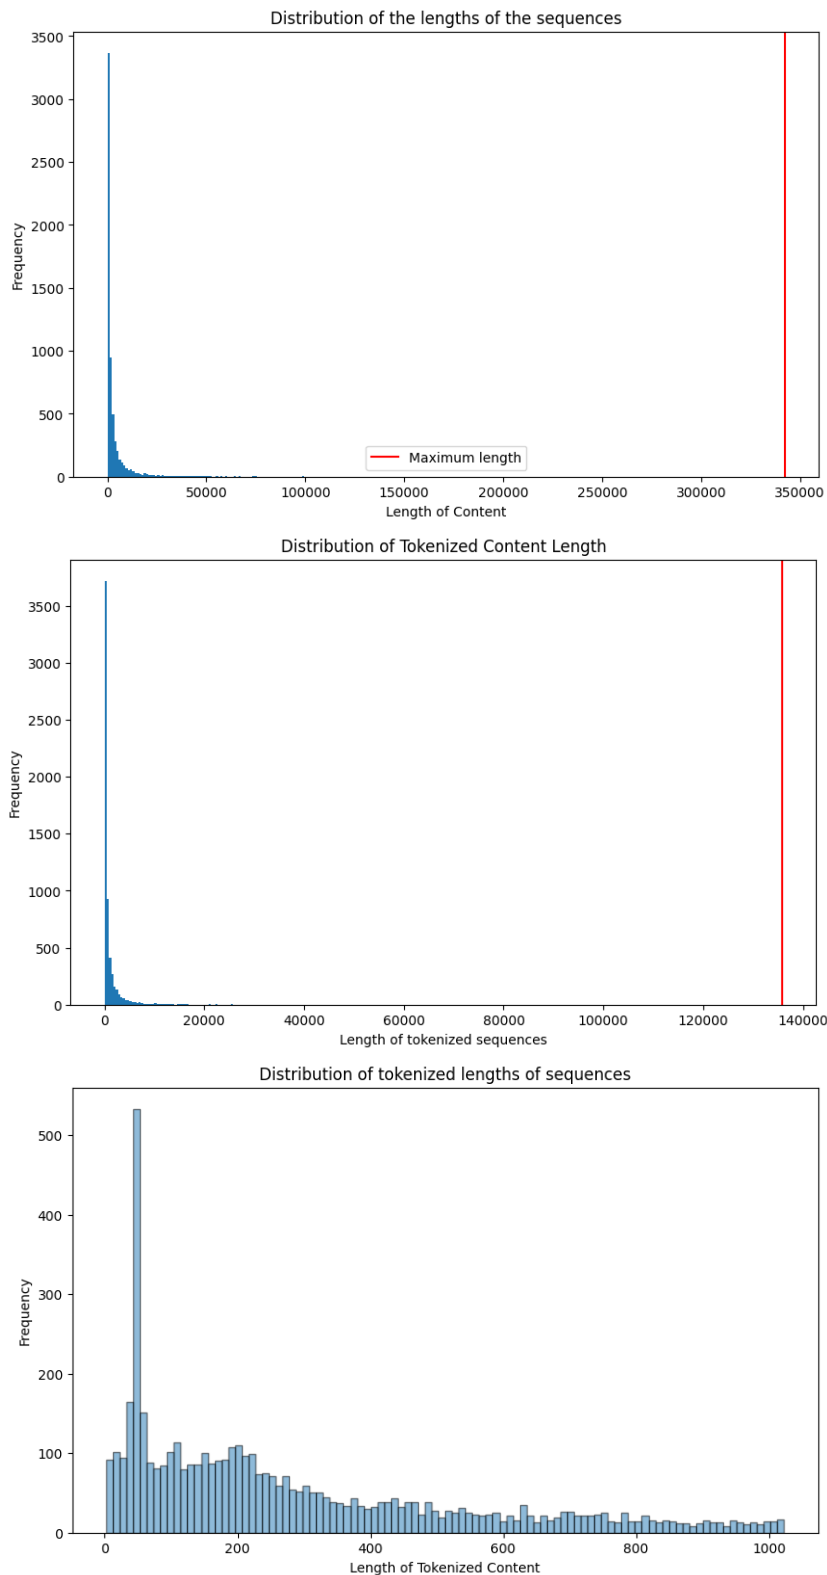 Distribution of the lengths of the sequences
3500
3000
2500
2000
1500
1000
500
0
Frequency
Maximum length
0 50000 100000 150000 200000 250000 300000 350000
Length of Content
Distribution of Tokenized Content Length
3500
3000
2500
2000
1500
1000
500
0
Frequency
0 20000 40000 60000 80000 100000 120000 140000
Length of tokenized sequences
Distribution of tokenized lengths of sequences
500
400
300
200
100
0
Frequency
0 200 400 600 800 1000
Length of Tokenized Content